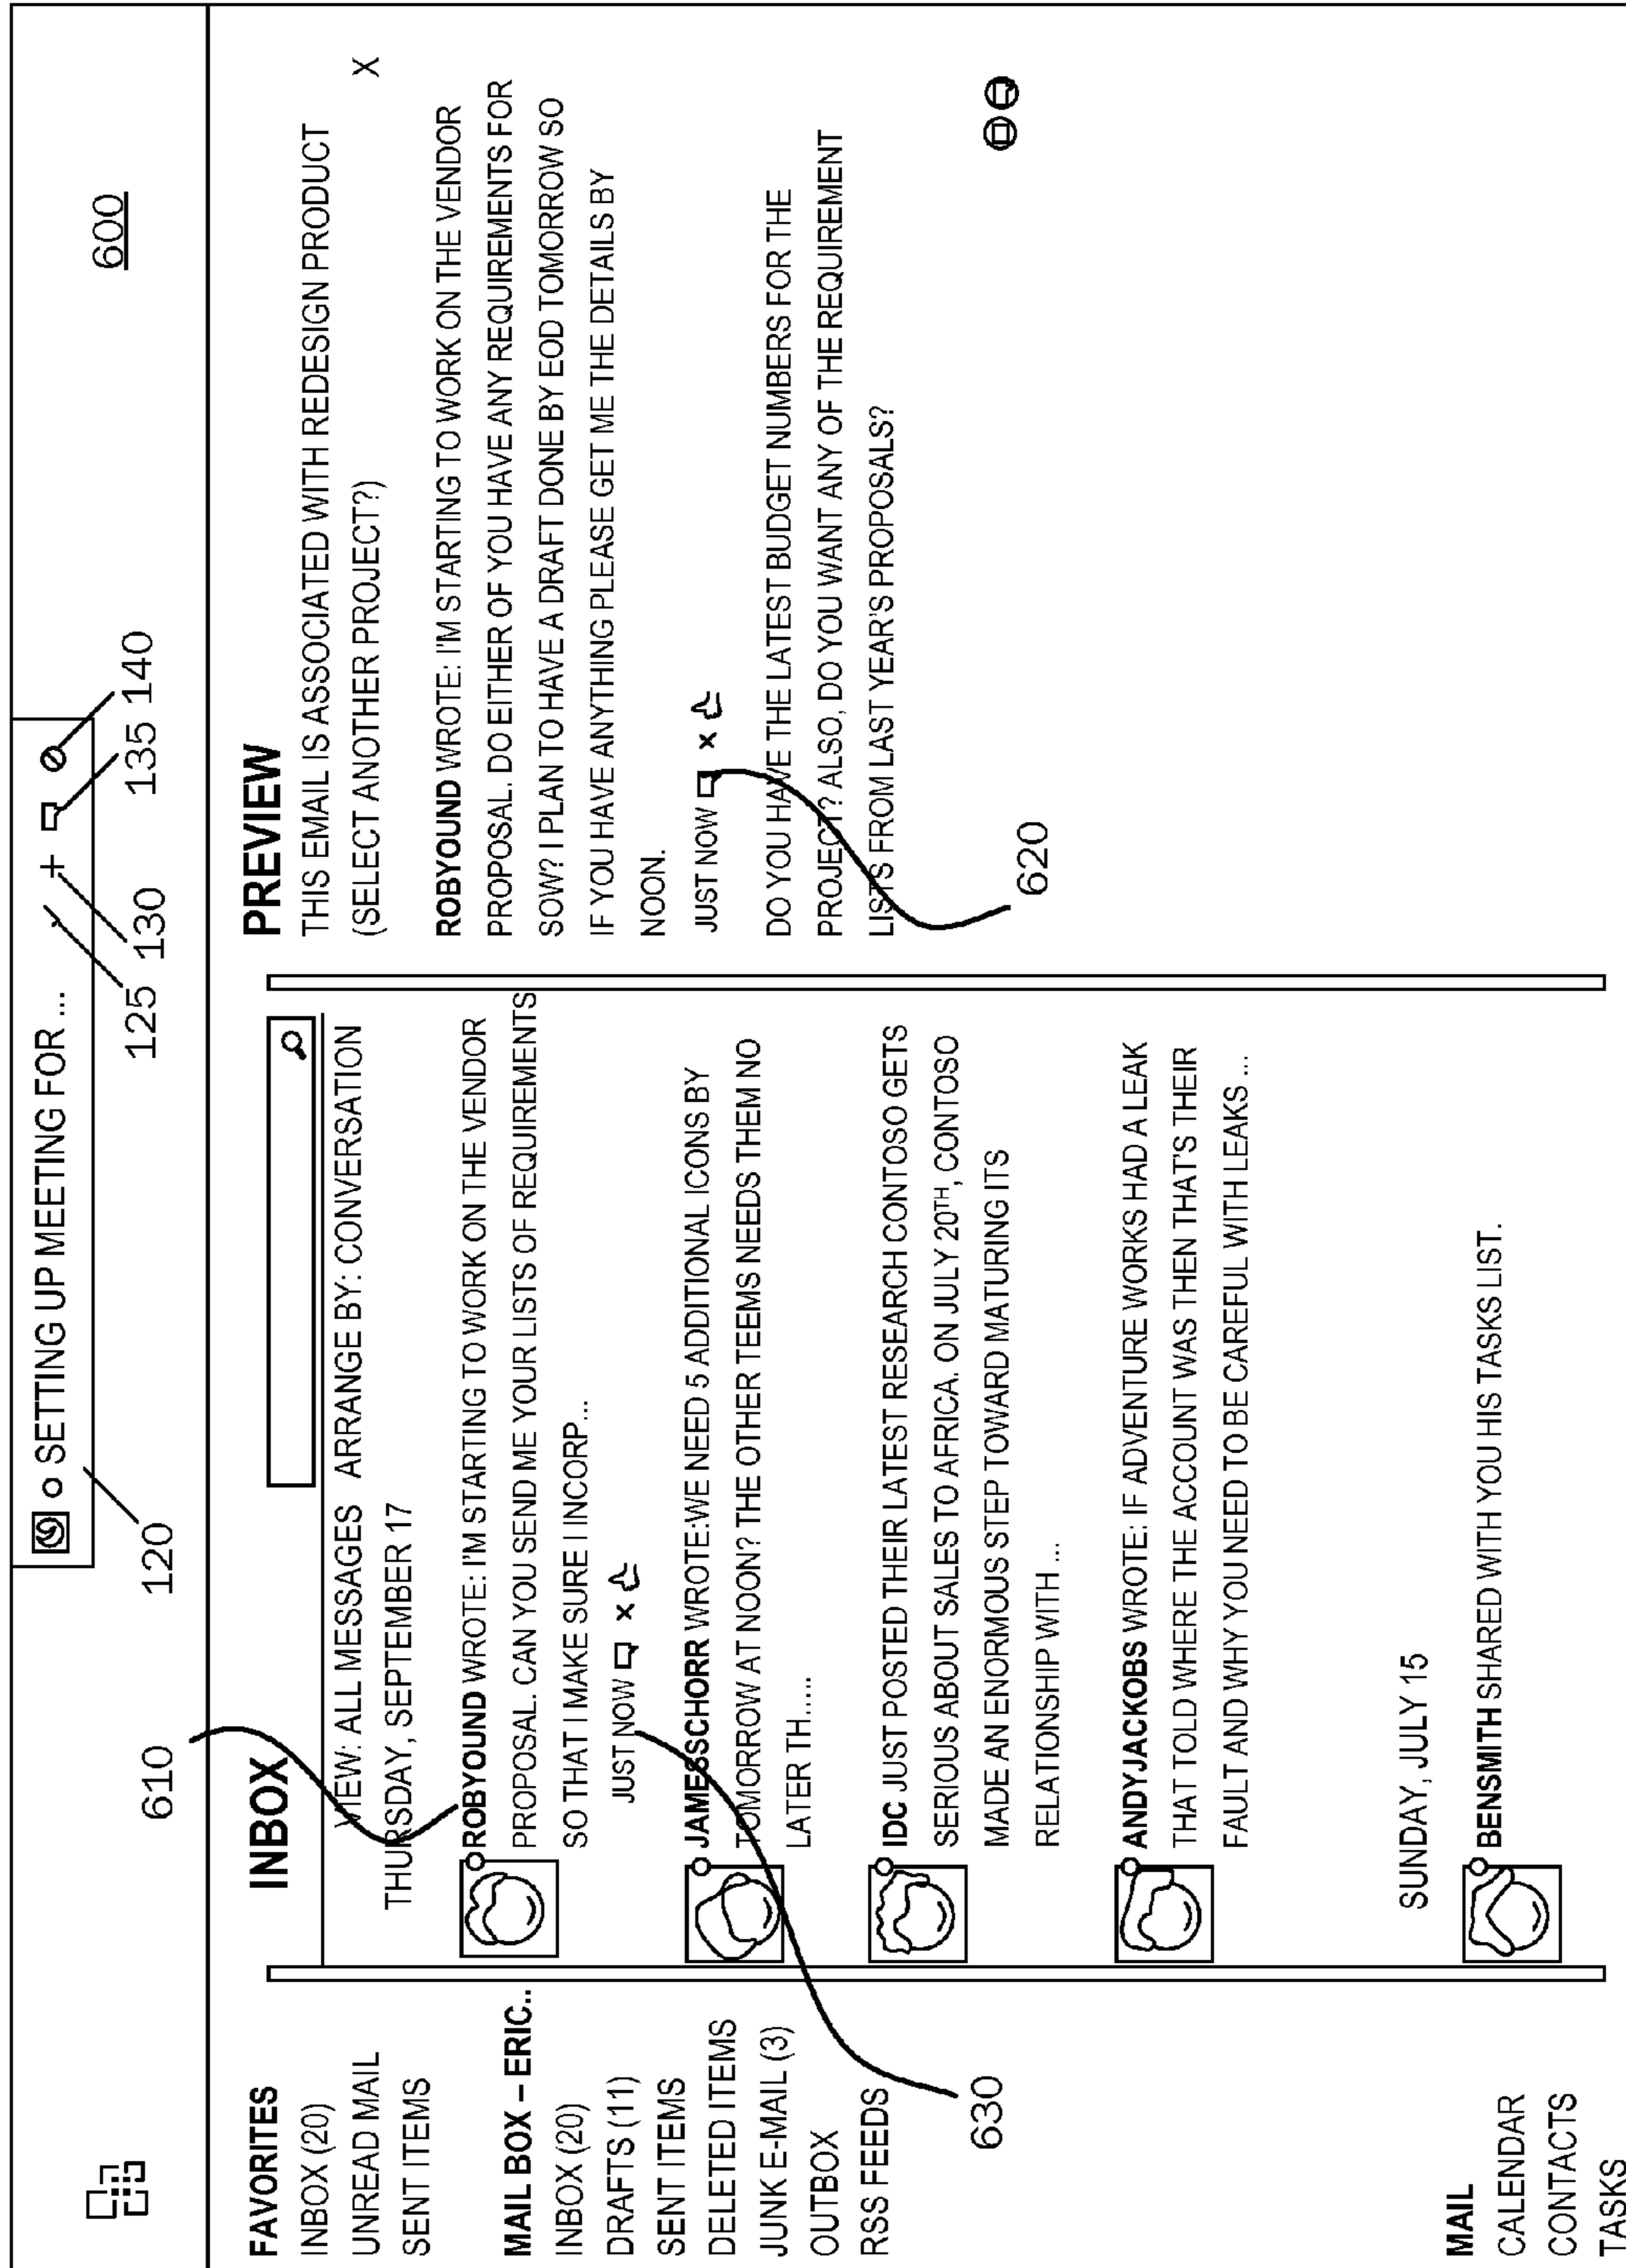 600
SETTING UP MEETING FOR ...
120
125
130
135
140
FAVORITES
INBOX (20)
UNREAD MAIL
SENT ITEMS
MAIL BOX – ERIC..
INBOX (20)
DRAFTS (11)
SENT ITEMS
DELETED ITEMS
JUNK E-MAIL (3)
OUTBOX
RSS FEEDS
MAIL
CALENDAR
CONTACTS
TASKS
610
630
INBOX
VIEW: ALL MESSAGES ARRANGE BY: CONVERSATION
THURSDAY, SEPTEMBER 17
ROBYOUND WROTE: I'M STARTING TO WORK ON THE VENDOR
PROPOSAL. CAN YOU SEND ME YOUR LISTS OF REQUIREMENTS
SO THAT I MAKE SURE I INCORP...
JUST NOW
JAMESSCHORR WROTE:WE NEED 5 ADDITIONAL ICONS BY
TOMORROW AT NOON? THE OTHER TEEMS NEEDS THEM NO
LATER TH.....
IDC JUST POSTED THEIR LATEST RESEARCH CONTOSO GETS
SERIOUS ABOUT SALES TO AFRICA. ON JULY 20TH, CONTOSO
MADE AN ENORMOUS STEP TOWARD MATURING ITS
RELATIONSHIP WITH ...
ANDYJACKOBS WROTE: IF ADVENTURE WORKS HAD A LEAK
THAT TOLD WHERE THE ACCOUNT WAS THEN THAT'S THEIR
FAULT AND WHY YOU NEED TO BE CAREFUL WITH LEAKS ...
SUNDAY, JULY 15
BENSMITH SHARED WITH YOU HIS TASKS LIST.
PREVIEW
THIS EMAIL IS ASSOCIATED WITH REDESIGN PRODUCT
(SELECT ANOTHER PROJECT?) X
ROBYOUND WROTE: I'M STARTING TO WORK ON THE VENDOR
PROPOSAL. DO EITHER OF YOU HAVE ANY REQUIREMENTS FOR
SOW? I PLAN TO HAVE A DRAFT DONE BY EOD TOMORROW SO
IF YOU HAVE ANYTHING PLEASE GET ME THE DETAILS BY
NOON.
JUST NOW
DO YOU HAVE THE LATEST BUDGET NUMBERS FOR THE
PROJECT? ALSO, DO YOU WANT ANY OF THE REQUIREMENT
LISTS FROM LAST YEAR'S PROPOSALS?
620